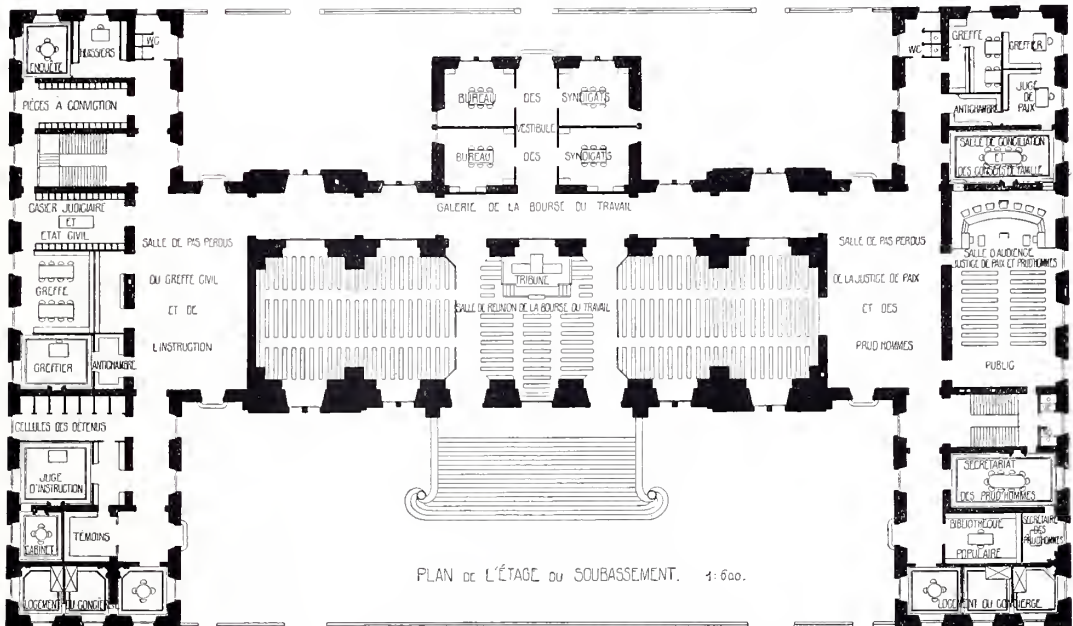 ENQUÊTE
HUISSIERS
WC
PIÈCES À CONVICTION
CASIER JUDICIAIRE
ET
ETAT CIVIL
GREFFE
GREFFIER
ANTICHAMBRE
CELLULES DES DÉTENUS
JUGE
D'INSTRUCTION
CABINET
TÉMOINS
LOGEMENT DU CONCIERGE
SALLE DE PAS PERDUS
DU GREFFE CIVIL
ET DE
L'INSTRUCTION
BUREAU DES SYNDICATS
VESTIBULE
BUREAU DES SYNDICATS
GALERIE DE LA BOURSE DU TRAVAIL
TRIBUNE
SALLE DE RÉUNION DE LA BOURSE DU TRAVAIL
SALLE DE PAS PERDUS
DE LA JUSTICE DE PAIX
ET DES
PRUD'HOMMES
WC
GREFFE
GREFFIER
JUGE
DE
PAIX
ANTICHAMBRE
SALLE DE CONCILIATION
ET
DES CONSEILS DE FAMILLE
SALLE D'AUDIENCE
JUSTICE DE PAIX ET PRUD'HOMMES
PUBLIC
SECRÉTARIAT
DES PRUD'HOMMES
BIBLIOTHÈQUE
POPULAIRE
SECRÉTAIRE
DES
PRUD'HOMMES
LOGEMENT DU CONCIERGE
PLAN DE L'ÉTAGE DU SOUBASSEMENT. 1:600.